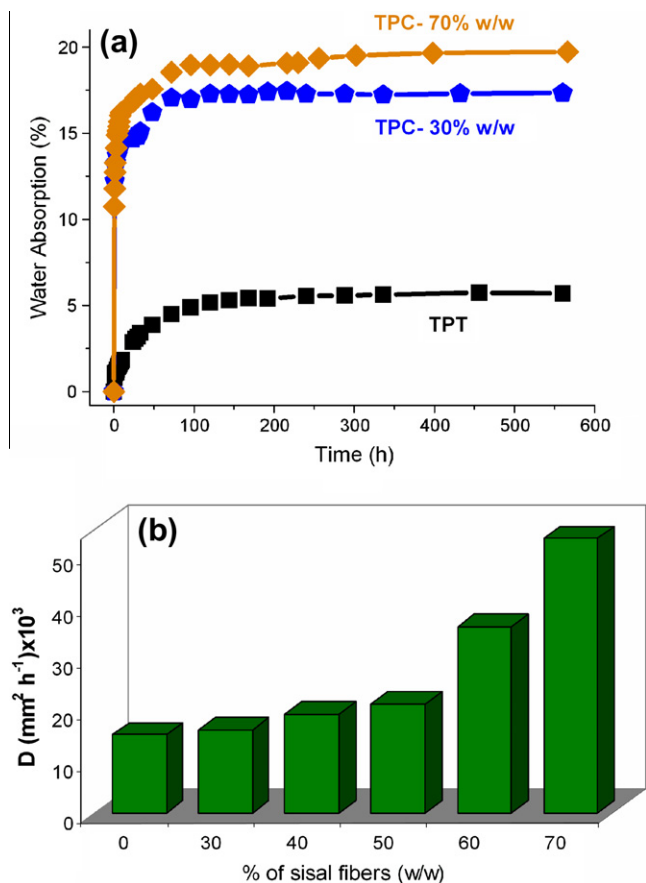 (a)
TPC- 70% w/w
TPC- 30% w/w
TPT
Water Absorption (%)
20
15
10
5
0
0 100 200 300 400 500 600
Time (h)
(b)
D (mm² h⁻¹)x10³
50
40
30
20
10
0
0 30 40 50 60 70
% of sisal fibers (w/w)